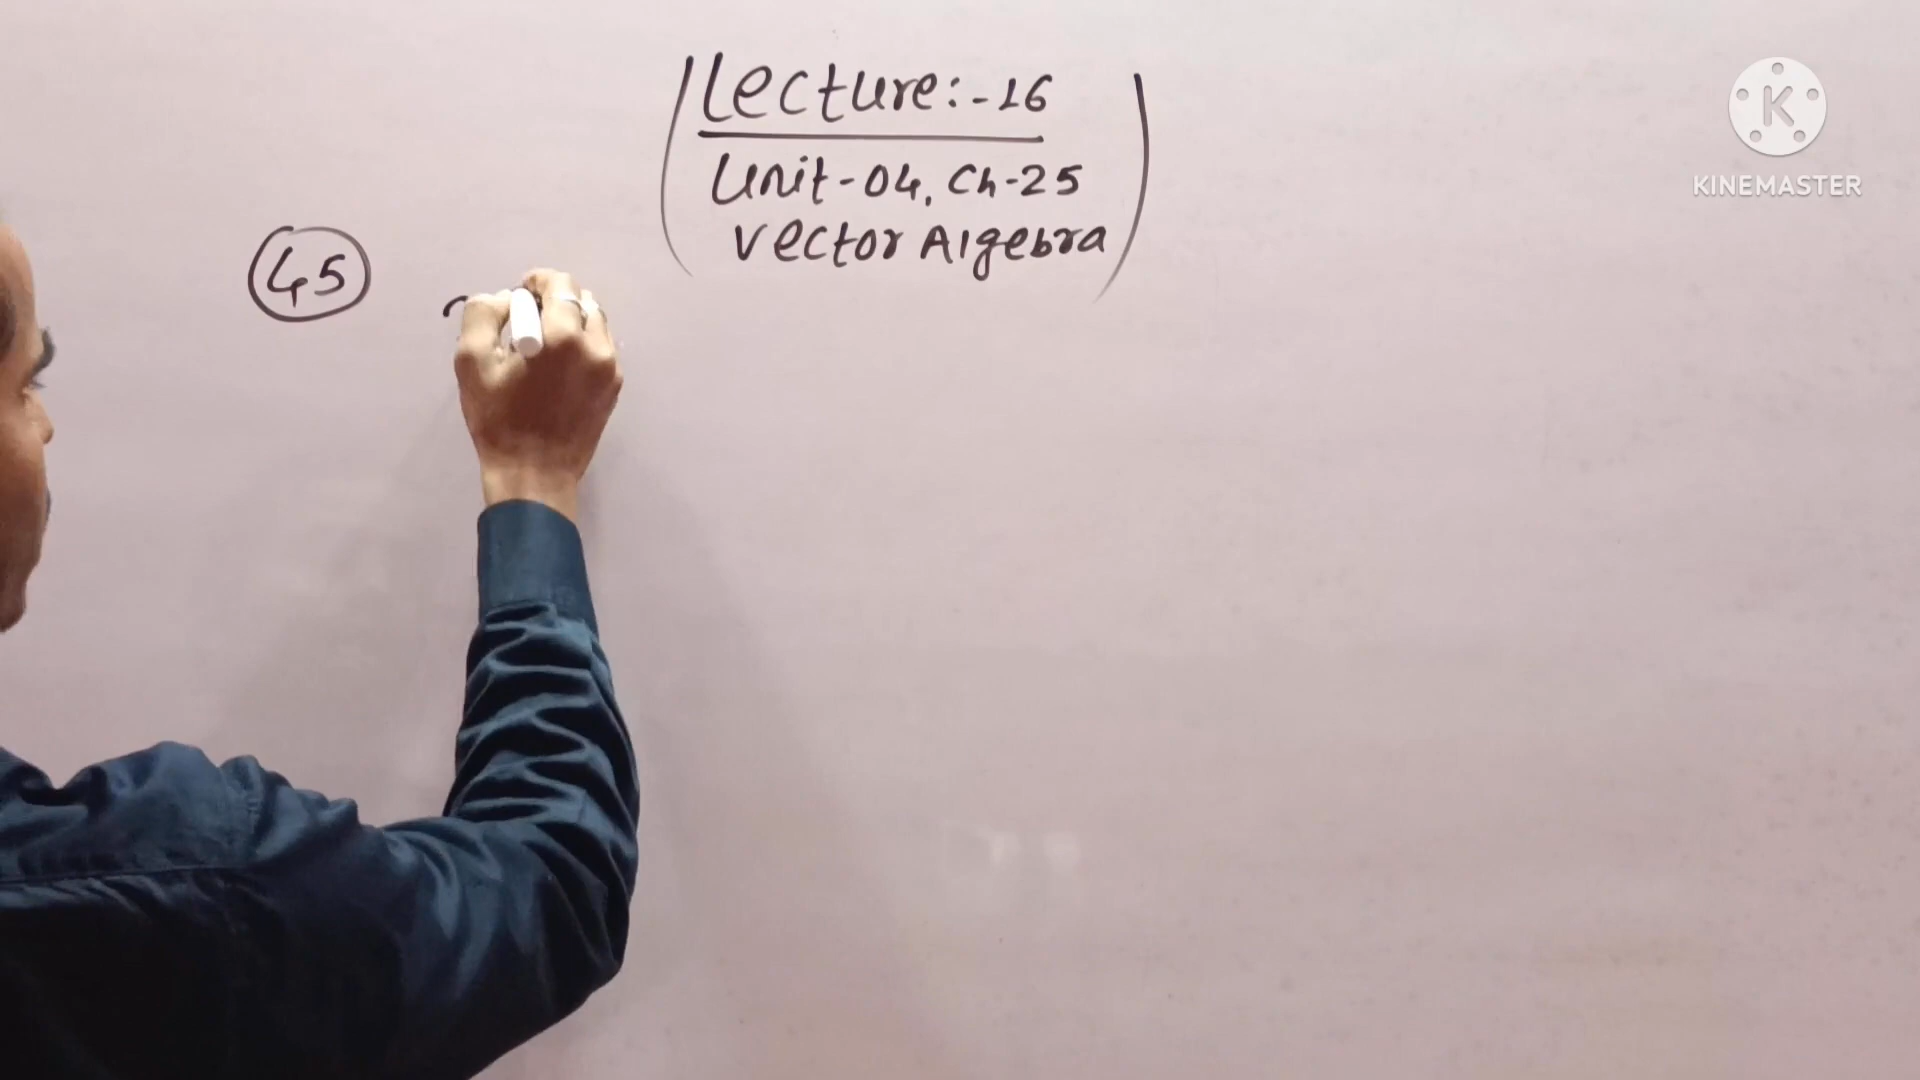 Lecture:-16
Unit-04, Ch-25
Vector Algebra
45
K
KINEMASTER